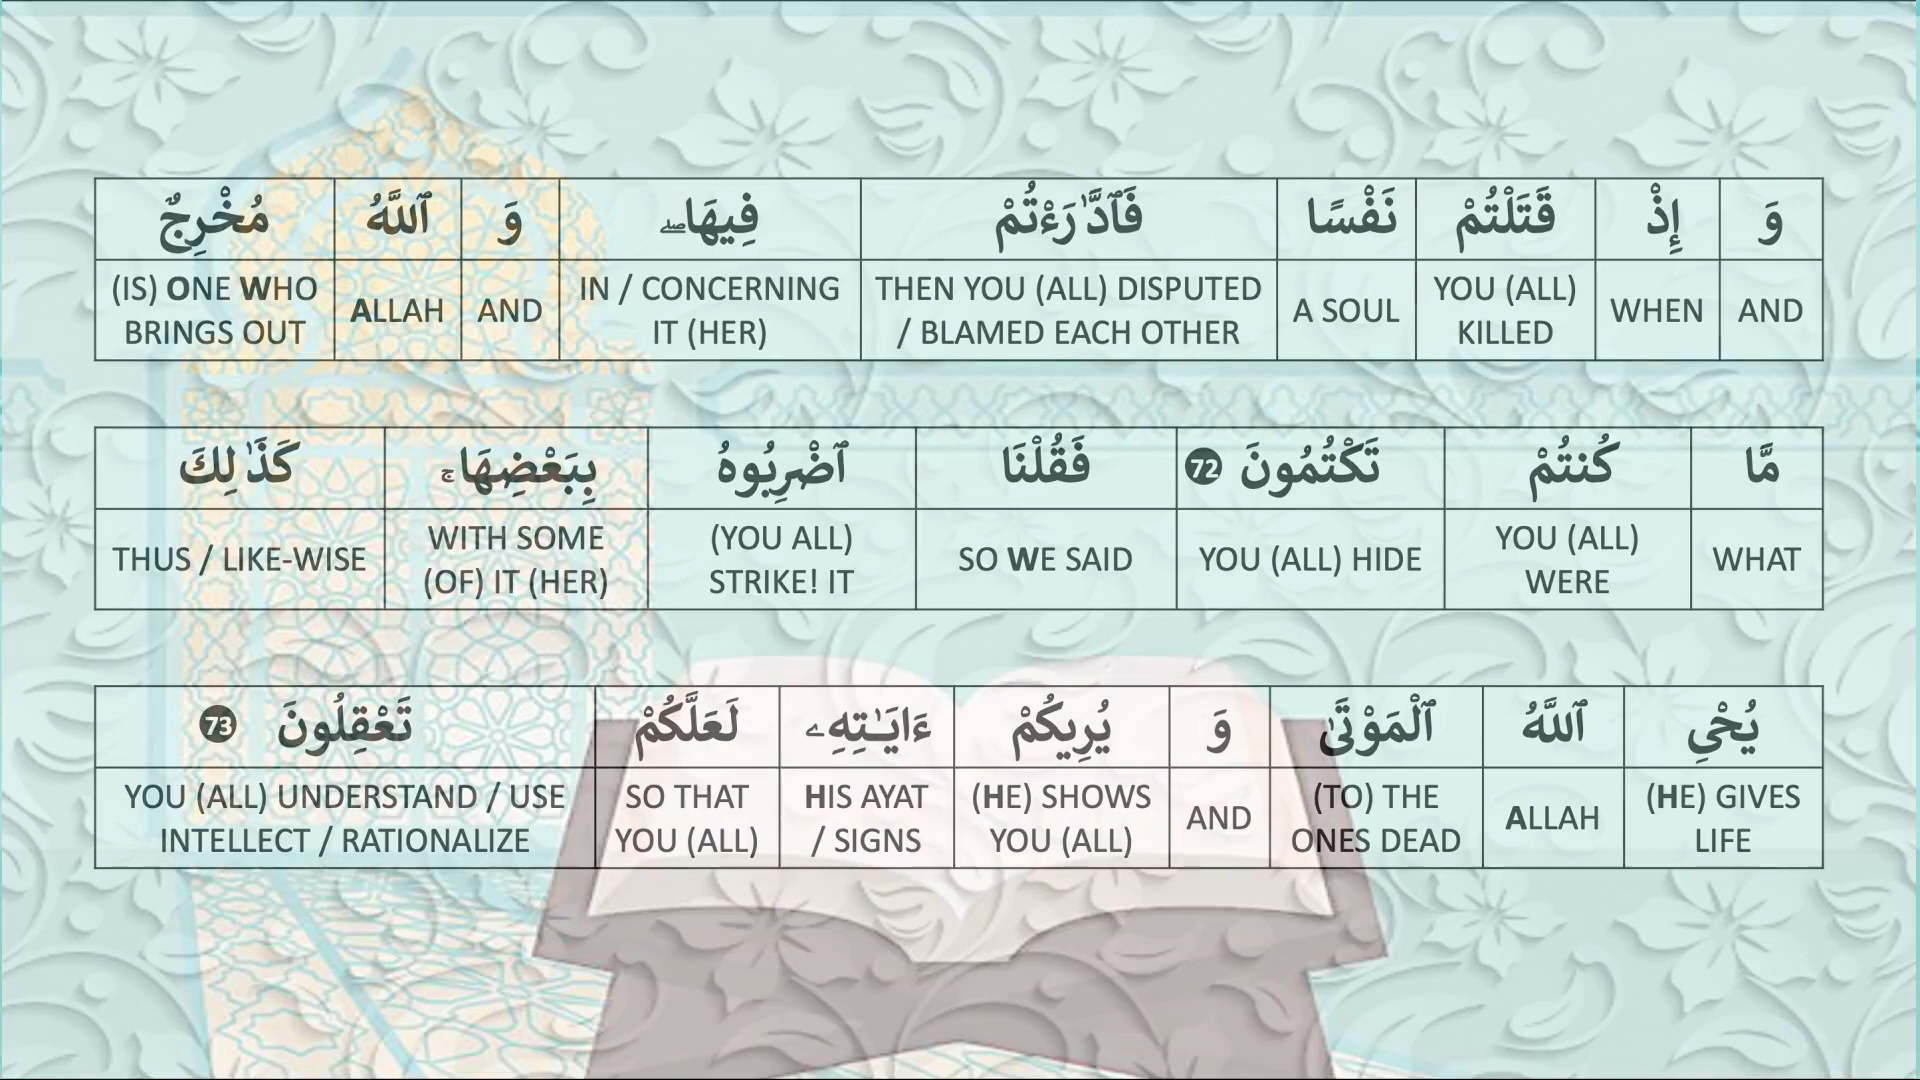 وَ إِذْ قَتَلْتُمْ نَفْسًا فَٱدَّٰرَٰٔتُمْ فِيهَا ۖ وَ ٱللَّهُ مُخْرِجٌ
AND WHEN YOU (ALL) KILLED A SOUL THEN YOU (ALL) DISPUTED / BLAMED EACH OTHER IN / CONCERNING IT (HER) AND ALLAH (IS) ONE WHO BRINGS OUT
مَّا كُنتُمْ تَكْتُمُونَ 72 فَقُلْنَا ٱضْرِبُوهُ بِبَعْضِهَا ۚ كَذَٰلِكَ
WHAT YOU (ALL) WERE YOU (ALL) HIDE SO WE SAID (YOU ALL) STRIKE! IT WITH SOME (OF) IT (HER) THUS / LIKE-WISE
يُحْىِ ٱللَّهُ ٱلْمَوْتَىٰ وَ يُرِيكُمْ ءَايَـٰتِهِۦ لَعَلَّكُمْ تَعْقِلُونَ 73
(HE) GIVES LIFE ALLAH (TO) THE ONES DEAD AND (HE) SHOWS YOU (ALL) HIS AYAT / SIGNS SO THAT YOU (ALL) YOU (ALL) UNDERSTAND / USE INTELLECT / RATIONALIZE